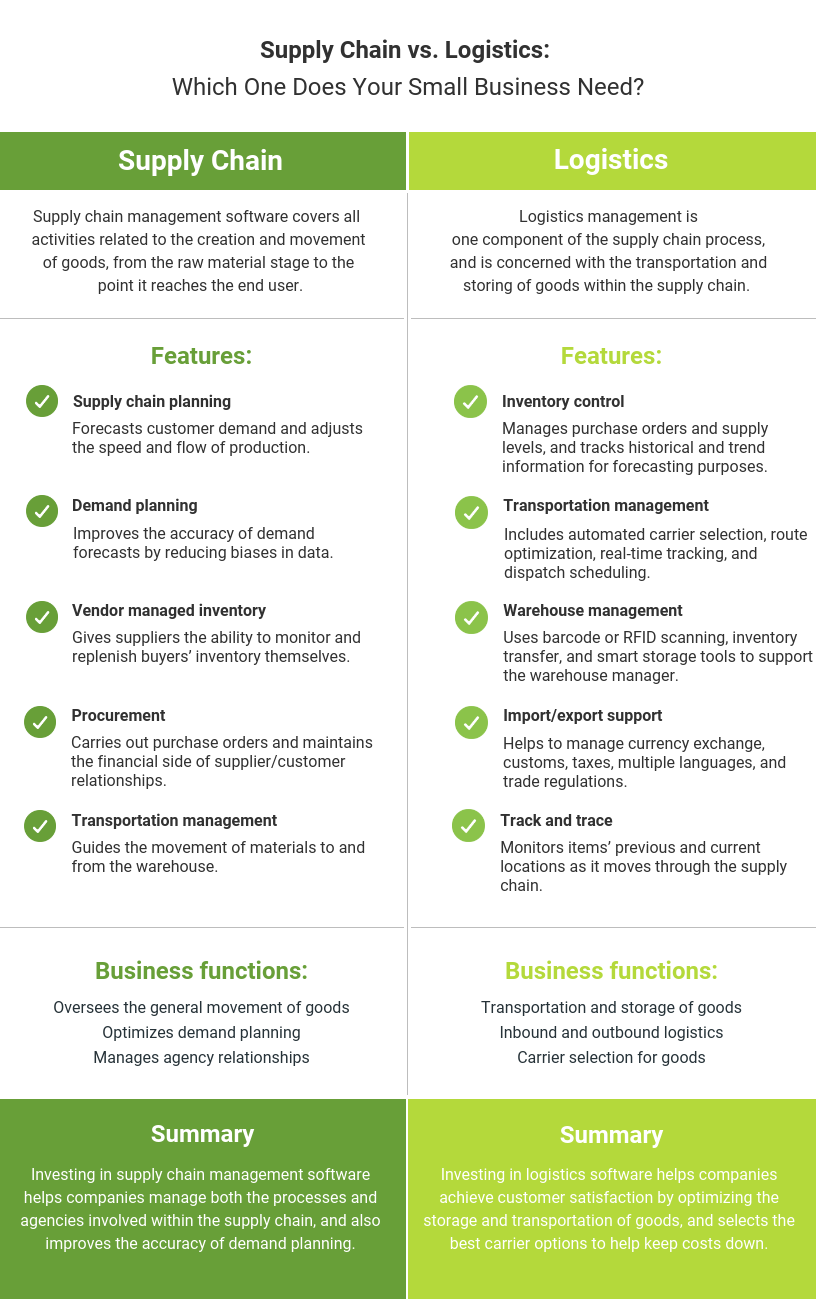 Supply Chain vs. Logistics:
Which One Does Your Small Business Need?
Supply Chain
Supply chain management software covers all
activities related to the creation and movement
of goods, from the raw material stage to the
point it reaches the end user.
Features:
Supply chain planning
Forecasts customer demand and adjusts
the speed and flow of production.
Demand planning
Improves the accuracy of demand
forecasts by reducing biases in data.
Vendor managed inventory
Gives suppliers the ability to monitor and
replenish buyers’ inventory themselves.
Procurement
Carries out purchase orders and maintains
the financial side of supplier/customer
relationships.
Transportation management
Guides the movement of materials to and
from the warehouse.
Business functions:
Oversees the general movement of goods
Optimizes demand planning
Manages agency relationships
Summary
Investing in supply chain management software
helps companies manage both the processes and
agencies involved within the supply chain, and also
improves the accuracy of demand planning.
Logistics
Logistics management is
one component of the supply chain process,
and is concerned with the transportation and
storing of goods within the supply chain.
Features:
Inventory control
Manages purchase orders and supply
levels, and tracks historical and trend
information for forecasting purposes.
Transportation management
Includes automated carrier selection, route
optimization, real-time tracking, and
dispatch scheduling.
Warehouse management
Uses barcode or RFID scanning, inventory
transfer, and smart storage tools to support
the warehouse manager.
Import/export support
Helps to manage currency exchange,
customs, taxes, multiple languages, and
trade regulations.
Track and trace
Monitors items’ previous and current
locations as it moves through the supply
chain.
Business functions:
Transportation and storage of goods
Inbound and outbound logistics
Carrier selection for goods
Summary
Investing in logistics software helps companies
achieve customer satisfaction by optimizing the
storage and transportation of goods, and selects the
best carrier options to help keep costs down.